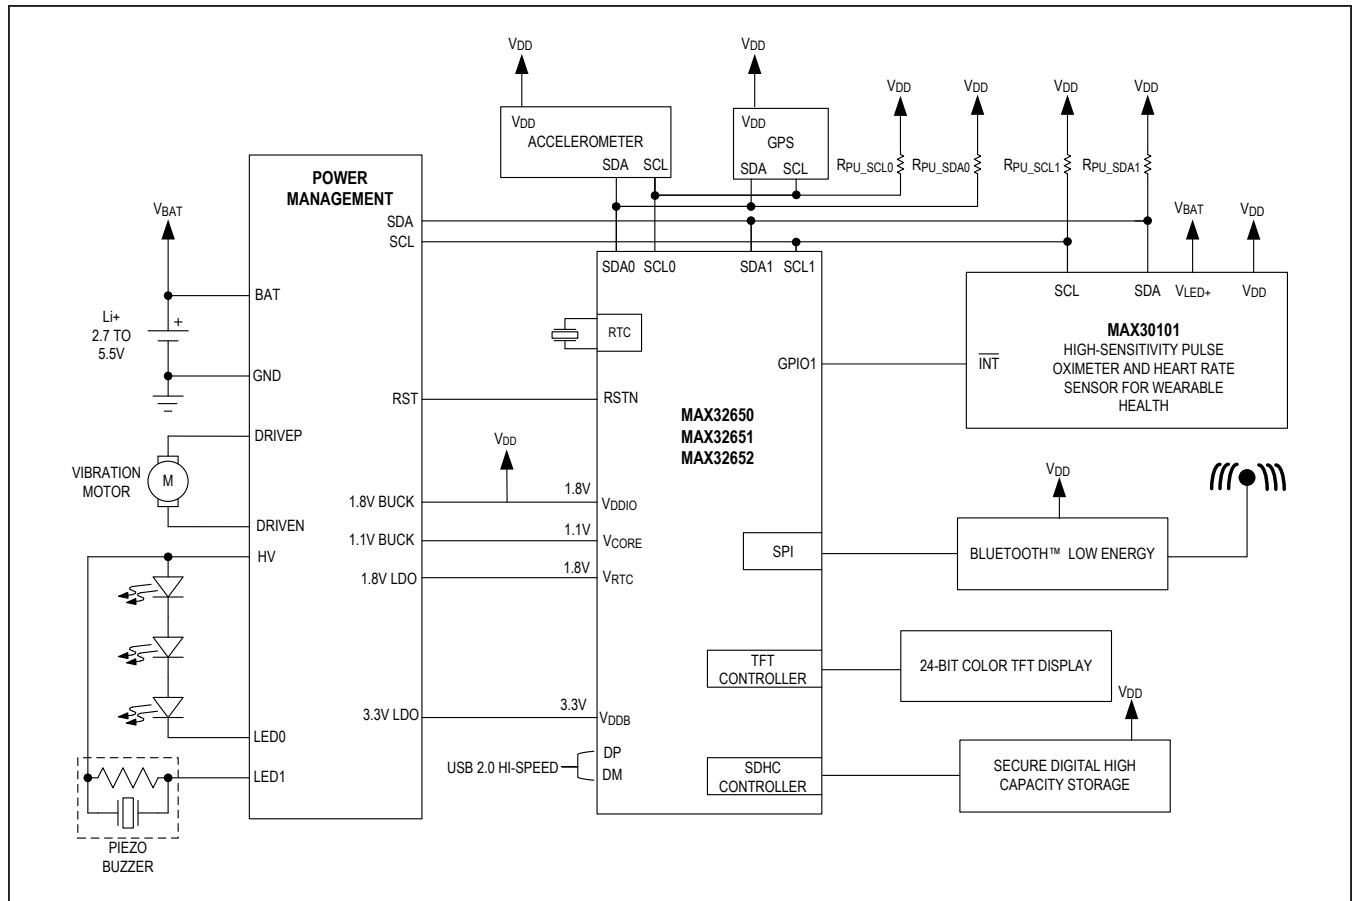 VDD
VDD
VDD
VDD
VDD
VDD
VDD
ACCELEROMETER
SDA SCL
VDD
GPS
SDA SCL
RPU_SCL0
RPU_SDA0
RPU_SCL1
RPU_SDA1
POWER
MANAGEMENT
SDA
SCL
VBAT
BAT
Li+
2.7 TO
5.5V
+
GND
RST
DRIVEP
VIBRATION
MOTOR
M
DRIVEN
HV
1.8V BUCK
1.1V BUCK
1.8V LDO
3.3V LDO
LED0
LED1
PIEZO
BUZZER
VDD
1.8V
1.1V
1.8V
3.3V
USB 2.0 HI-SPEED
SDA0 SCL0
SDA1 SCL1
RTC
GPIO1
RSTN
MAX32650
MAX32651
MAX32652
VDDIO
VCORE
VRTC
SPI
TFT
CONTROLLER
VDDB
DP
DM
SDHC
CONTROLLER
VBAT
VDD
SCL
SDA
VLED+
VDD
INT
MAX30101
HIGH-SENSITIVITY PULSE
OXIMETER AND HEART RATE
SENSOR FOR WEARABLE
HEALTH
VDD
BLUETOOTH™ LOW ENERGY
24-BIT COLOR TFT DISPLAY
VDD
SECURE DIGITAL HIGH
CAPACITY STORAGE